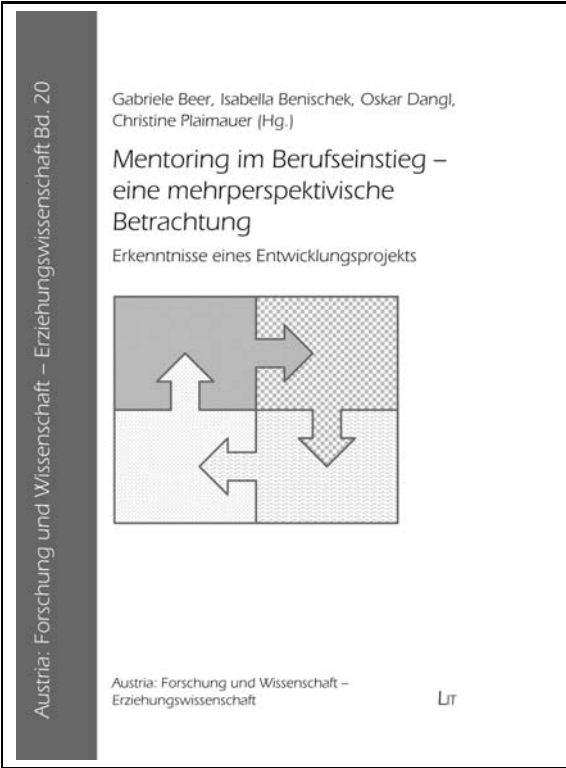 Austria: Forschung und Wissenschaft – Erziehungswissenschaft Bd. 20
Gabriele Beer, Isabella Benischek, Oskar Dangl,
Christine Plaimauer (Hg.)
Mentoring im Berufseinstieg –
eine mehrperspektivische
Betrachtung
Erkenntnisse eines Entwicklungsprojekts
Austria: Forschung und Wissenschaft –
Erziehungswissenschaft
LIT